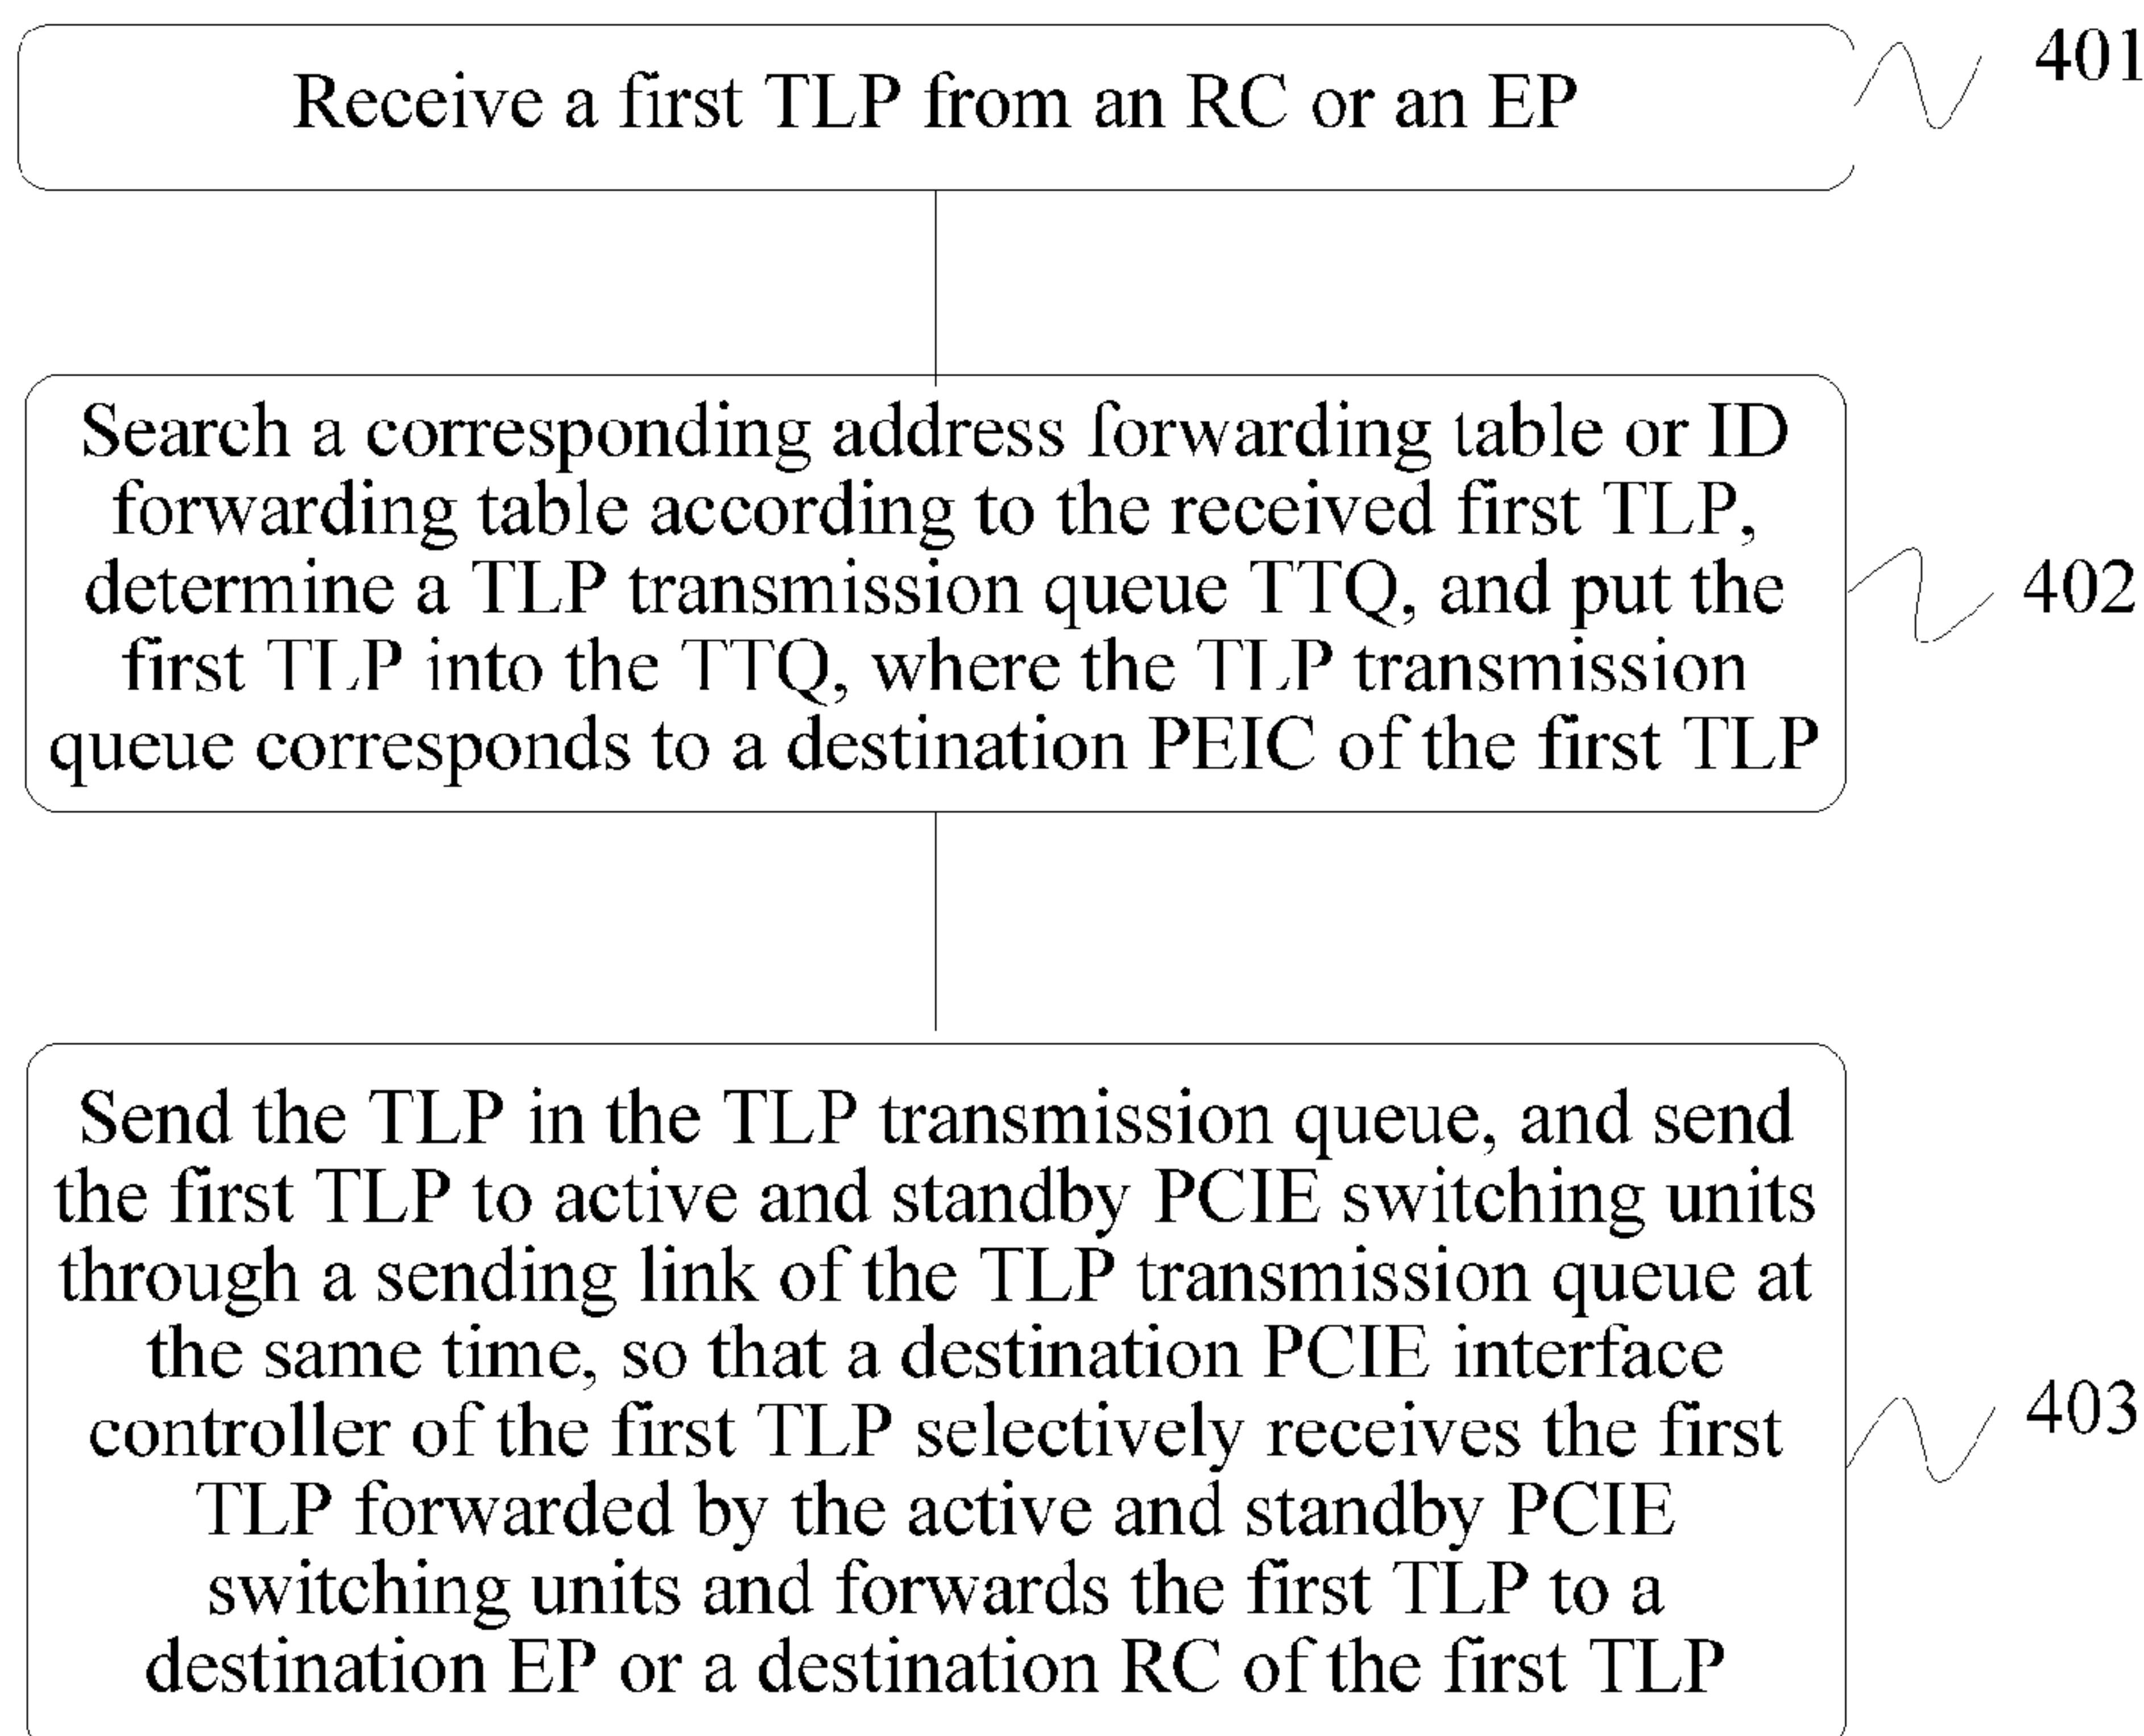 Receive a first TLP from an RC or an EP
401
Search a corresponding address forwarding table or ID
forwarding table according to the received first TLP,
determine a TLP transmission queue TTQ, and put the
first TLP into the TTQ, where the TLP transmission
queue corresponds to a destination PEIC of the first TLP
402
Send the TLP in the TLP transmission queue, and send
the first TLP to active and standby PCIE switching units
through a sending link of the TLP transmission queue at
the same time, so that a destination PCIE interface
controller of the first TLP selectively receives the first
TLP forwarded by the active and standby PCIE
switching units and forwards the first TLP to a
destination EP or a destination RC of the first TLP
403